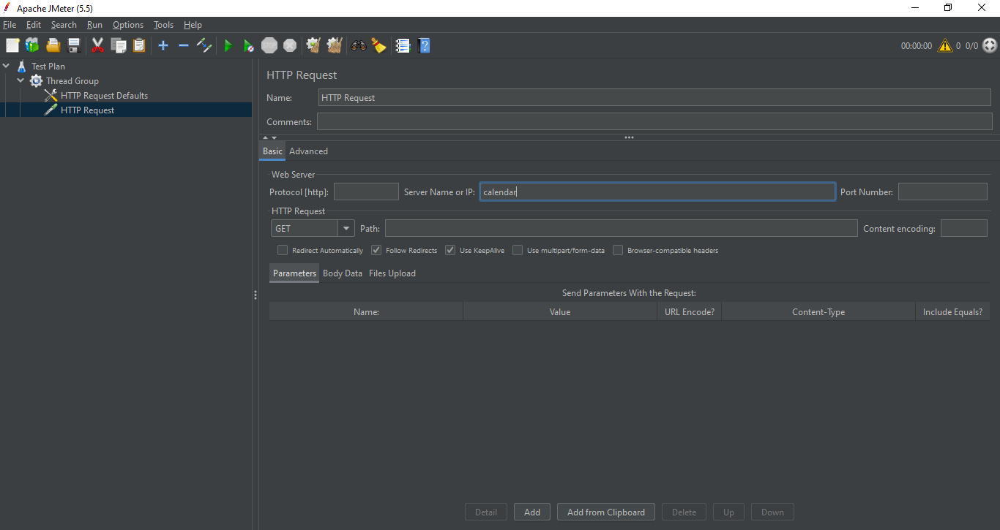 Apache JMeter (5.5)
File Edit Search Run Options Tools Help
STOP 00:00:00 0 0/0
Test Plan
Thread Group
HTTP Request Defaults
HTTP Request
HTTP Request
Name: HTTP Request
Comments:
Basic Advanced
Web Server
Protocol [http]: Server Name or IP: calendar Port Number:
HTTP Request
GET Path: Content encoding:
Redirect Automatically Follow Redirects Use KeepAlive Use multipart/form-data Browser-compatible headers
Parameters Body Data Files Upload
Send Parameters With the Request:
Name: Value URL Encode? Content-Type Include Equals?
Detail Add Add from Clipboard Delete Up Down